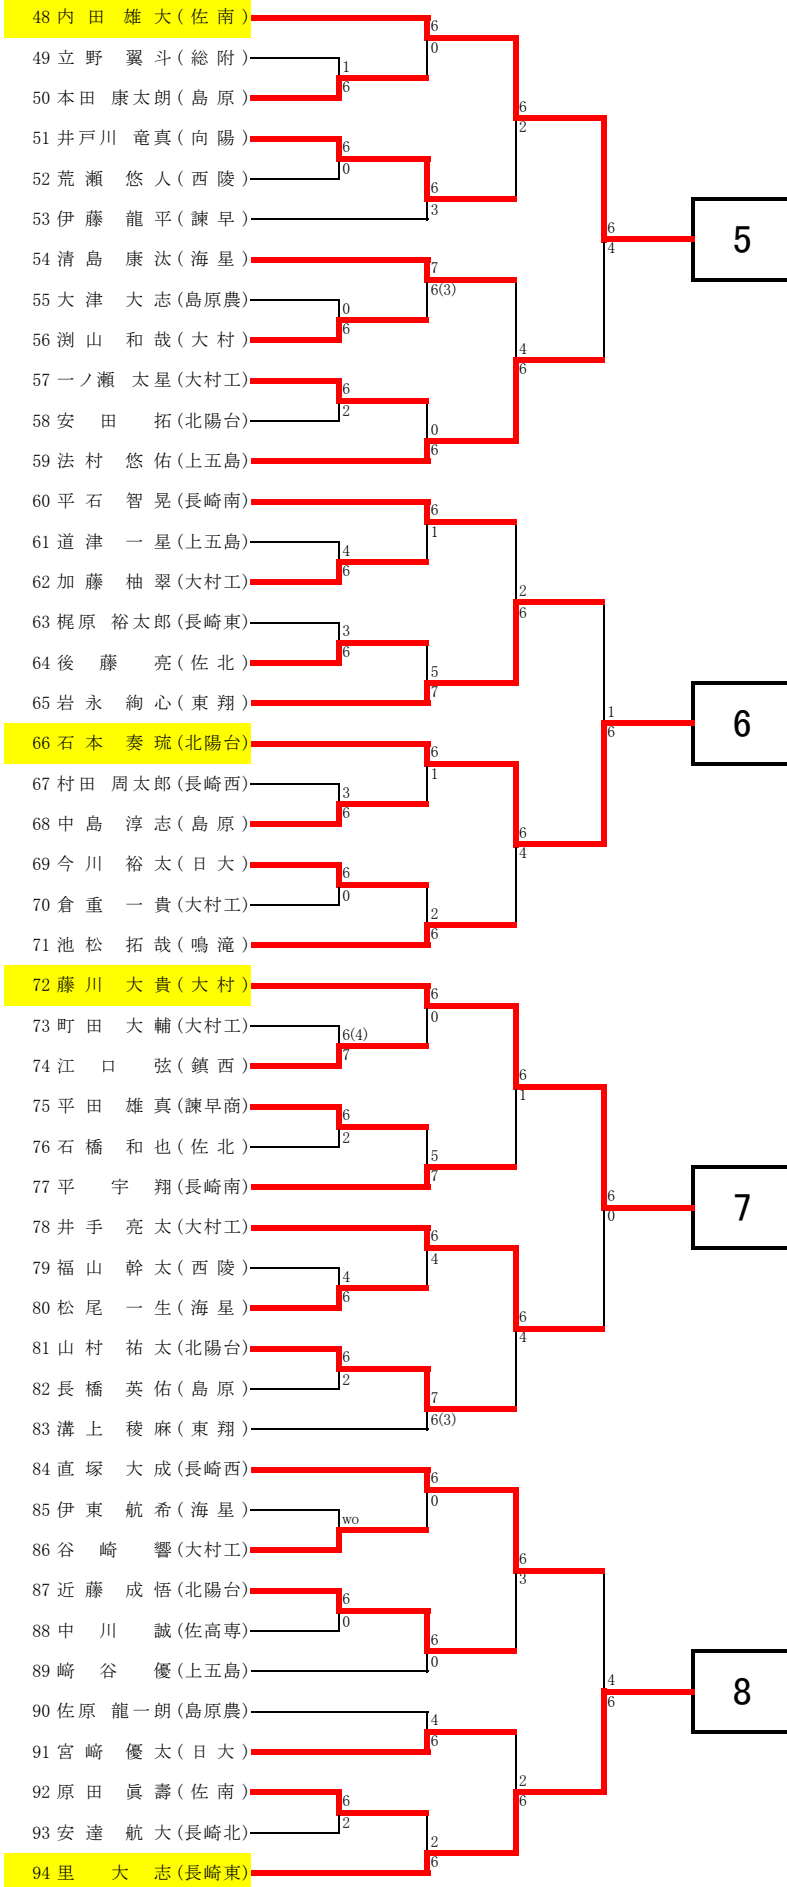 48 内 田 雄 大 ( 佐 南 )
6
0
49 立 野 翼 斗 ( 総 附 )
1
6
50 本田 康太朗 ( 島 原 )
6
2
51 井戸川 竜真 ( 向 陽 )
6
0
52 荒 瀬 悠 人 ( 西 陵 )
6
3
53 伊 藤 龍 平 ( 諫 早 )
6
4
5
54 清 島 康 汰 ( 海 星 )
7
6(3)
55 大 津 大 志 (島原農)
0
6
56 渕 山 和 哉 ( 大 村 )
4
6
57 一ノ瀬 太星 (大村工)
6
2
58 安 田 拓 (北陽台)
0
6
59 法 村 悠 佑 (上五島)
60 平 石 智 晃 (長崎南)
6
1
61 道 津 一 星 (上五島)
4
6
62 加 藤 柚 翠 (大村工)
2
6
63 梶原 裕太郎 (長崎東)
3
6
64 後 藤 亮 ( 佐 北 )
5
7
65 岩 永 絢 心 ( 東 翔 )
1
6
6
66 石 本 奏 琉 (北陽台)
6
1
67 村田 周太郎 (長崎西)
3
6
68 中 島 淳 志 ( 島 原 )
6
4
69 今 川 裕 太 ( 日 大 )
6
0
70 倉 重 一 貴 (大村工)
2
6
71 池 松 拓 哉 ( 鳴 滝 )
72 藤 川 大 貴 ( 大 村 )
6
0
73 町 田 大 輔 (大村工)
6(4)
7
74 江 口 弦 ( 鎮 西 )
6
1
75 平 田 雄 真 (諫早商)
6
2
76 石 橋 和 也 ( 佐 北 )
5
7
77 平 宇 翔 (長崎南)
6
0
7
78 井 手 亮 太 (大村工)
6
4
79 福 山 幹 太 ( 西 陵 )
4
6
80 松 尾 一 生 ( 海 星 )
6
4
81 山 村 祐 太 (北陽台)
6
2
82 長 橋 英 佑 ( 島 原 )
7
6(3)
83 溝 上 稜 麻 ( 東 翔 )
84 直 塚 大 成 (長崎西)
6
0
85 伊 東 航 希 ( 海 星 )
wo
86 谷 崎 響 (大村工)
6
3
87 近 藤 成 悟 (北陽台)
6
0
88 中 川 誠 (佐高専)
6
0
89 﨑 谷 優 (上五島)
4
6
8
90 佐原 龍一朗 (島原農)
4
6
91 宮 﨑 優 太 ( 日 大 )
2
6
92 原 田 眞 壽 ( 佐 南 )
6
2
93 安 達 航 大 (長崎北)
2
6
94 里 大 志 (長崎東)